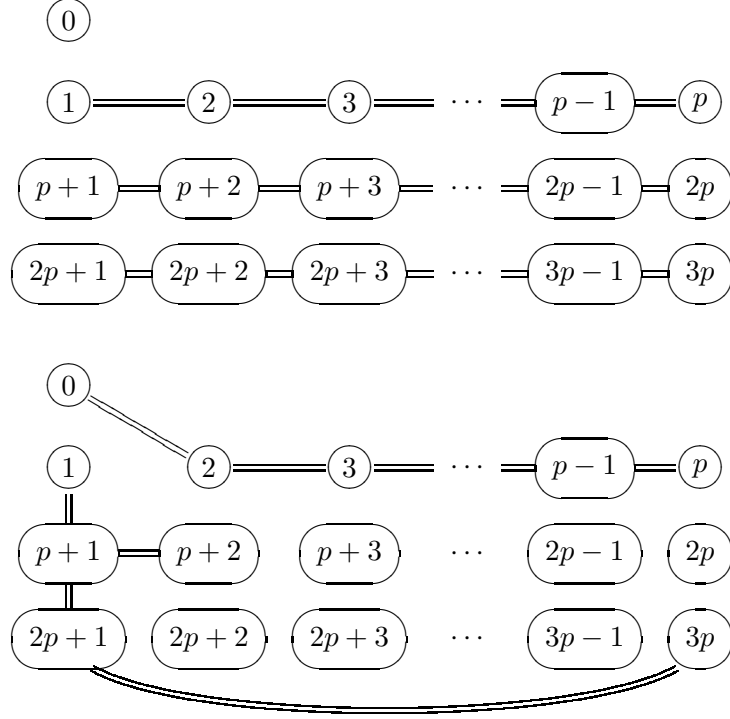 0
1 2 3 ⋯ p − 1 p
p + 1 p + 2 p + 3 ⋯ 2p − 1 2p
2p + 1 2p + 2 2p + 3 ⋯ 3p − 1 3p
0
1 2 3 ⋯ p − 1 p
p + 1 p + 2 p + 3 ⋯ 2p − 1 2p
2p + 1 2p + 2 2p + 3 ⋯ 3p − 1 3p